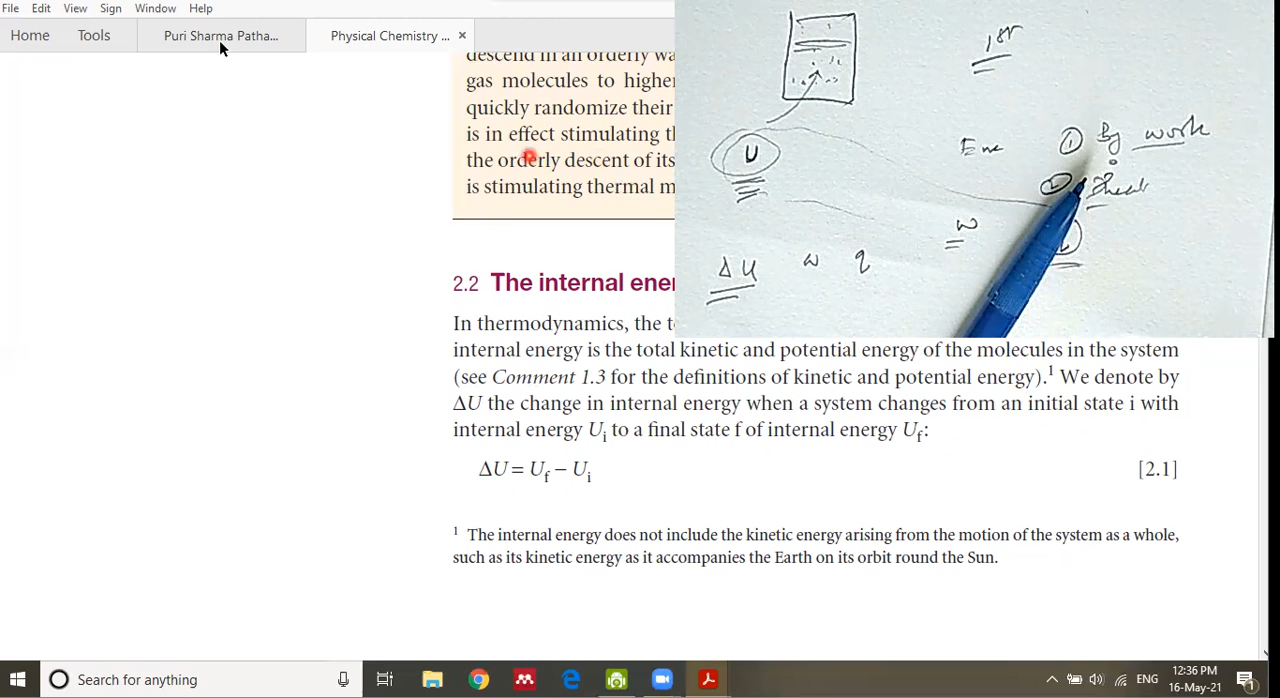 File Edit View Sign Window Help
Home Tools Puri Sharma Patha... Physical Chemistry ... ×
descend in an orderly wa
gas molecules to highe
quickly randomize their
is in effect stimulating th
the orderly descent of its
is stimulating thermal m
1st
① By work
② heat
U
Ene
w
ΔU w q
2.2 The internal ener
In thermodynamics, the t
internal energy is the total kinetic and potential energy of the molecules in the system
(see Comment 1.3 for the definitions of kinetic and potential energy).¹ We denote by
ΔU the change in internal energy when a system changes from an initial state i with
internal energy Ui to a final state f of internal energy Uf:
ΔU = Uf − Ui [2.1]
¹ The internal energy does not include the kinetic energy arising from the motion of the system as a whole,
such as its kinetic energy as it accompanies the Earth on its orbit round the Sun.
Search for anything
ENG
12:36 PM
16-May-21
1